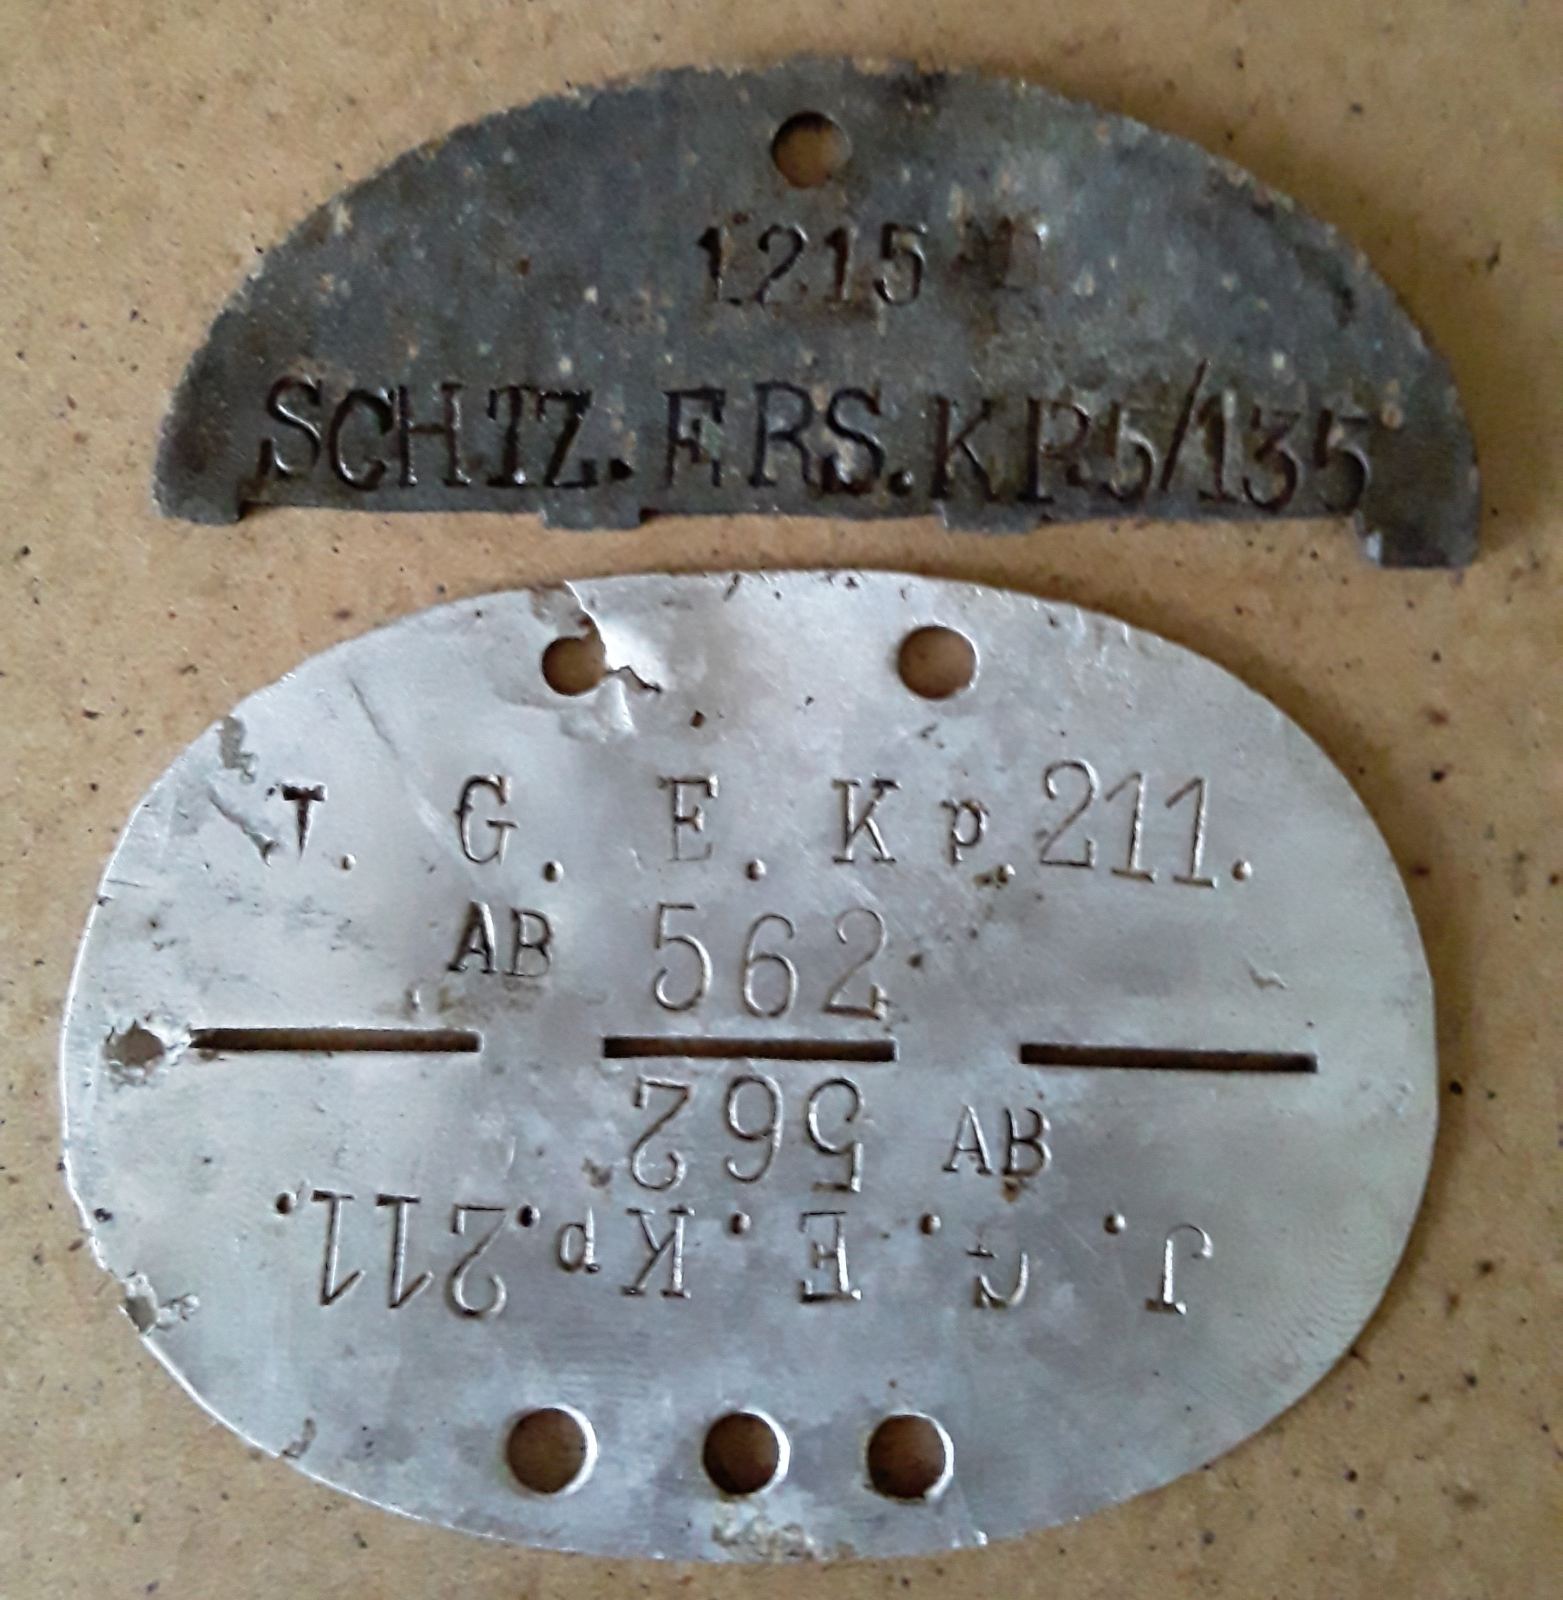 1215
SCHTZ. ERS. KP. 5/135
J. G. E. Kp. 211.
AB 562
AB 562
J. G. E. Kp. 211.